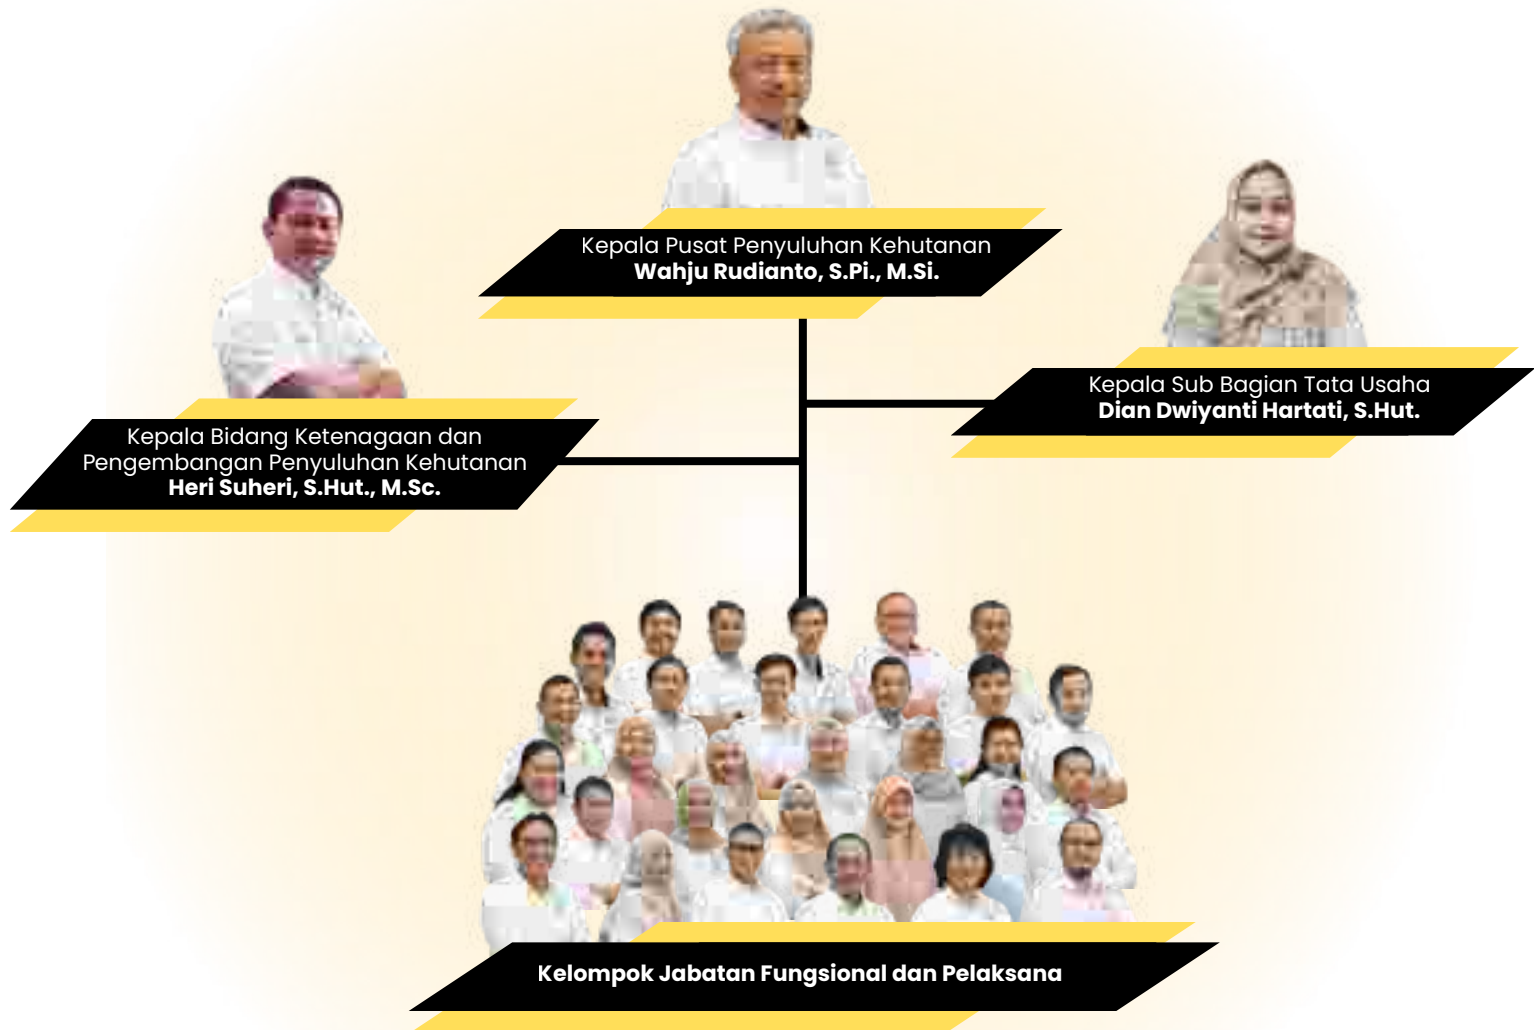 Kepala Pusat Penyuluhan Kehutanan
Wahju Rudianto, S.Pi., M.Si.
Kepala Sub Bagian Tata Usaha
Dian Dwiyanti Hartati, S.Hut.
Kepala Bidang Ketenagaan dan
Pengembangan Penyuluhan Kehutanan
Heri Suheri, S.Hut., M.Sc.
Kelompok Jabatan Fungsional dan Pelaksana